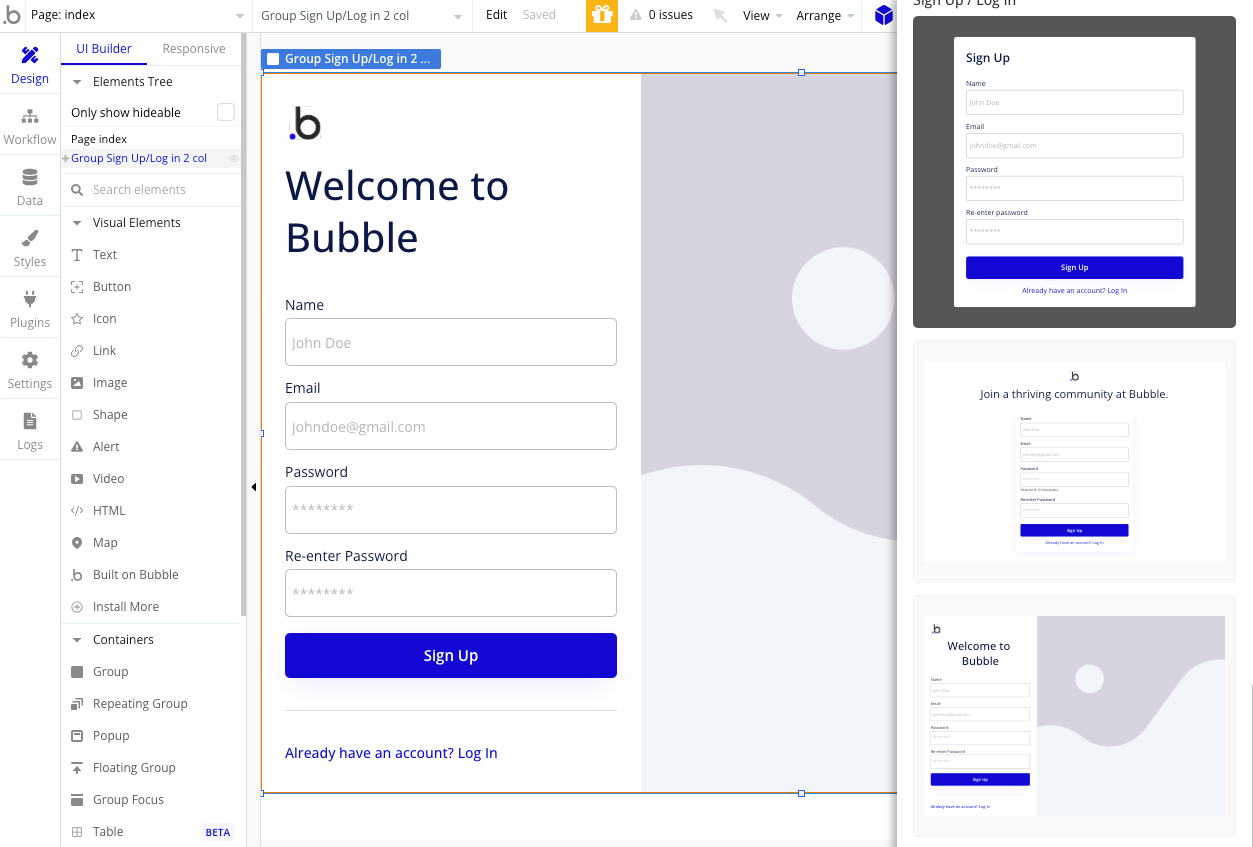 Page: index
Group Sign Up/Log in 2 col
Edit
Saved
0 issues
View
Arrange
UI Builder
Responsive
Design
Workflow
Data
Styles
Plugins
Settings
Logs
Elements Tree
Only show hideable
Page index
Group Sign Up/Log in 2 col
Search elements
Visual Elements
Text
Button
Icon
Link
Image
Shape
Alert
Video
HTML
Map
Built on Bubble
Install More
Containers
Group
Repeating Group
Popup
Floating Group
Group Focus
Table
BETA
Group Sign Up/Log in 2 ...
.b
Welcome to
Bubble
Name
John Doe
Email
johndoe@gmail.com
Password
********
Re-enter Password
********
Sign Up
Already have an account? Log In
Sign Up / Log in
Sign Up
Name
John Doe
Email
johndoe@gmail.com
Password
********
Re-enter password
********
Sign Up
Already have an account? Log In
.b
Join a thriving community at Bubble.
Name
John Doe
Email
johndoe@gmail.com
Password
********
Re-enter Password
********
Sign Up
Already have an account? Log In
.b
Welcome to
Bubble
Name
John Doe
Email
johndoe@gmail.com
Password
********
Re-enter Password
********
Sign Up
Already have an account? Log In